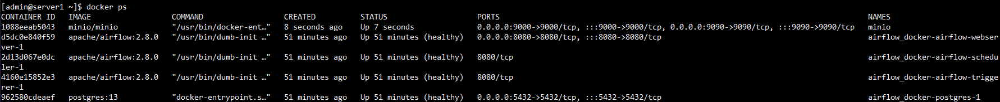 [admin@server1 ~]$ docker ps
CONTAINER ID   IMAGE                  COMMAND                  CREATED          STATUS                    PORTS                                                                                  NAMES
1088eeab5043   minio/minio            "/usr/bin/docker-ent…"   8 seconds ago    Up 7 seconds              0.0.0.0:9000->9000/tcp, :::9000->9000/tcp, 0.0.0.0:9090->9090/tcp, :::9090->9090/tcp   minio
d5dc0e840f59   apache/airflow:2.8.0   "/usr/bin/dumb-init …"   51 minutes ago   Up 51 minutes (healthy)   0.0.0.0:8080->8080/tcp, :::8080->8080/tcp                                              airflow_docker-airflow-webser
ver-1
2d13d067e0dc   apache/airflow:2.8.0   "/usr/bin/dumb-init …"   51 minutes ago   Up 51 minutes (healthy)   8080/tcp                                                                               airflow_docker-airflow-schedu
ler-1
4160e15852e3   apache/airflow:2.8.0   "/usr/bin/dumb-init …"   51 minutes ago   Up 51 minutes (healthy)   8080/tcp                                                                               airflow_docker-airflow-trigge
rer-1
962580cdeaef   postgres:13            "docker-entrypoint.s…"   51 minutes ago   Up 51 minutes (healthy)   0.0.0.0:5432->5432/tcp, :::5432->5432/tcp                                              airflow_docker-postgres-1